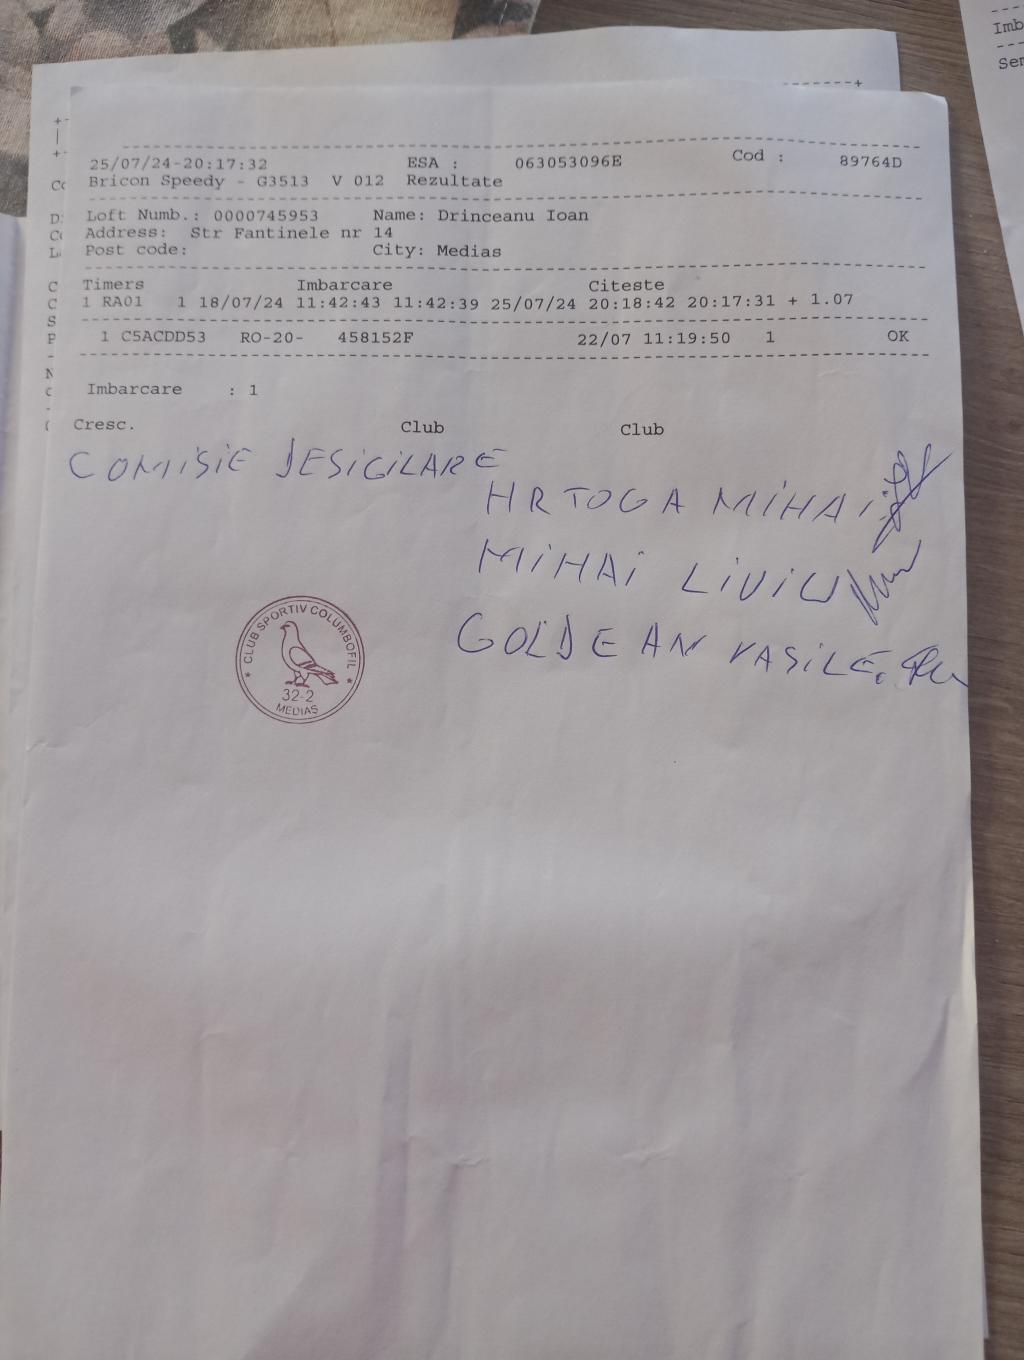 25/07/24-20:17:32 ESA : 063053096E Cod : 89764D
Bricon Speedy - G3513 V 012 Rezultate
Loft Numb.: 0000745953 Name: Drinceanu Ioan
Address: Str Fantinele nr 14
Post code: City: Medias
Timers Imbarcare Citeste
1 RA01 1 18/07/24 11:42:43 11:42:39 25/07/24 20:18:42 20:17:31 + 1.07
1 C5ACDD53 RO-20- 458152F 22/07 11:19:50 1 OK
Imbarcare : 1
Cresc. Club Club
COMISIE DESIGILARE
HRTOGA MIHAI
MIHAI LIVIU
GOLDEAN VASILE
CLUB SPORTIV COLUMBOFIL
32-2
MEDIAS
Imb
Ser